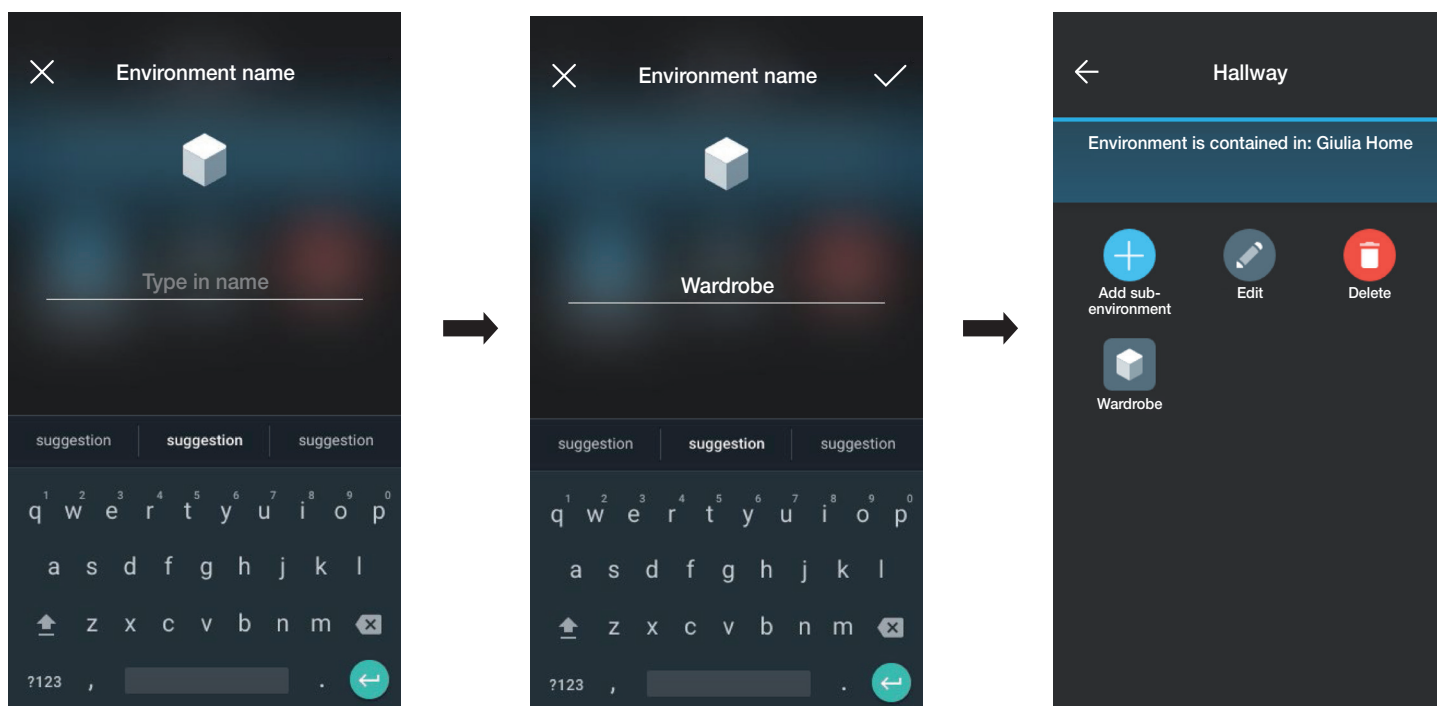 Environment name
Type in name
suggestion suggestion suggestion
1 2 3 4 5 6 7 8 9 0
q w e r t y u i o p
a s d f g h j k l
z x c v b n m
?123 , .
Environment name
Wardrobe
suggestion suggestion suggestion
1 2 3 4 5 6 7 8 9 0
q w e r t y u i o p
a s d f g h j k l
z x c v b n m
?123 , .
Hallway
Environment is contained in: Giulia Home
Add sub-
environment
Edit
Delete
Wardrobe